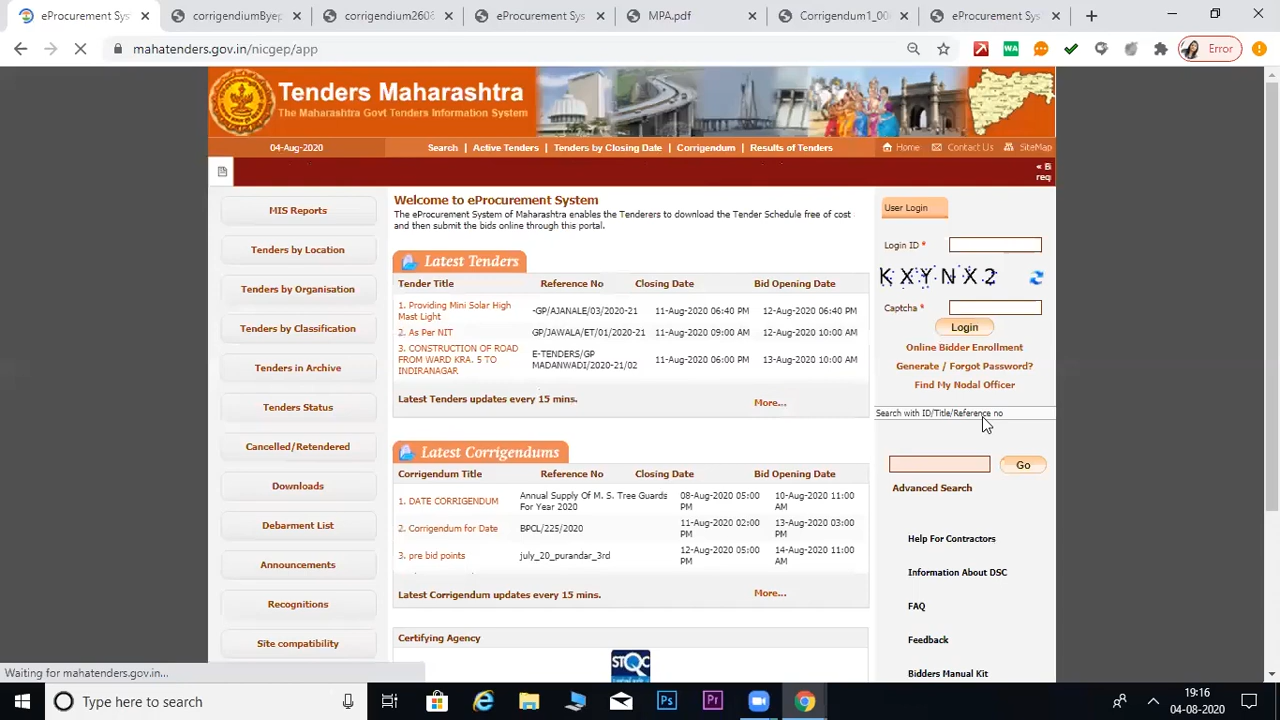 eProcurement Sys
corrigendumByep
corrigendum2608
eProcurement Sys
MPA.pdf
Corrigendum1_00
eProcurement Sys
mahatenders.gov.in/nicgep/app
WA
Error
Tenders Maharashtra
The Maharashtra Govt Tenders Information System
04-Aug-2020
Search | Active Tenders | Tenders by Closing Date | Corrigendum | Results of Tenders
Home Contact Us SiteMap
« B
req
MIS Reports
Tenders by Location
Tenders by Organisation
Tenders by Classification
Tenders in Archive
Tenders Status
Cancelled/Retendered
Downloads
Debarment List
Announcements
Recognitions
Site compatibility
Welcome to eProcurement System
The eProcurement System of Maharashtra enables the Tenderers to download the Tender Schedule free of cost
and then submit the bids online through this portal.
Latest Tenders
Tender Title Reference No Closing Date Bid Opening Date
1. Providing Mini Solar High
Mast Light
-GP/AJANALE/03/2020-21 11-Aug-2020 06:40 PM 12-Aug-2020 06:40 PM
2. As Per NIT GP/JAWALA/ET/01/2020-21 11-Aug-2020 09:00 AM 12-Aug-2020 10:00 AM
3. CONSTRUCTION OF ROAD
FROM WARD KRA. 5 TO
INDIRANAGAR
E-TENDERS/GP
MADANWADI/2020-21/02
11-Aug-2020 06:00 PM 13-Aug-2020 10:00 AM
Latest Tenders updates every 15 mins.
More...
Latest Corrigendums
Corrigendum Title Reference No Closing Date Bid Opening Date
1. DATE CORRIGENDUM
Annual Supply Of M. S. Tree Guards
For Year 2020
08-Aug-2020 05:00
PM
10-Aug-2020 11:00
AM
2. Corrigendum for Date BPCL/225/2020
11-Aug-2020 02:00
PM
13-Aug-2020 03:00
PM
3. pre bid points july_20_purandar_3rd
12-Aug-2020 05:00
PM
14-Aug-2020 11:00
AM
Latest Corrigendum updates every 15 mins.
More...
Certifying Agency
STQC
User Login
Login ID *
KXYNX2
Captcha *
Login
Online Bidder Enrollment
Generate / Forgot Password?
Find My Nodal Officer
Search with ID/Title/Reference no
Go
Advanced Search
Help For Contractors
Information About DSC
FAQ
Feedback
Bidders Manual Kit
Waiting for mahatenders.gov.in...
Type here to search
Ps
Pr
19:16
04-08-2020